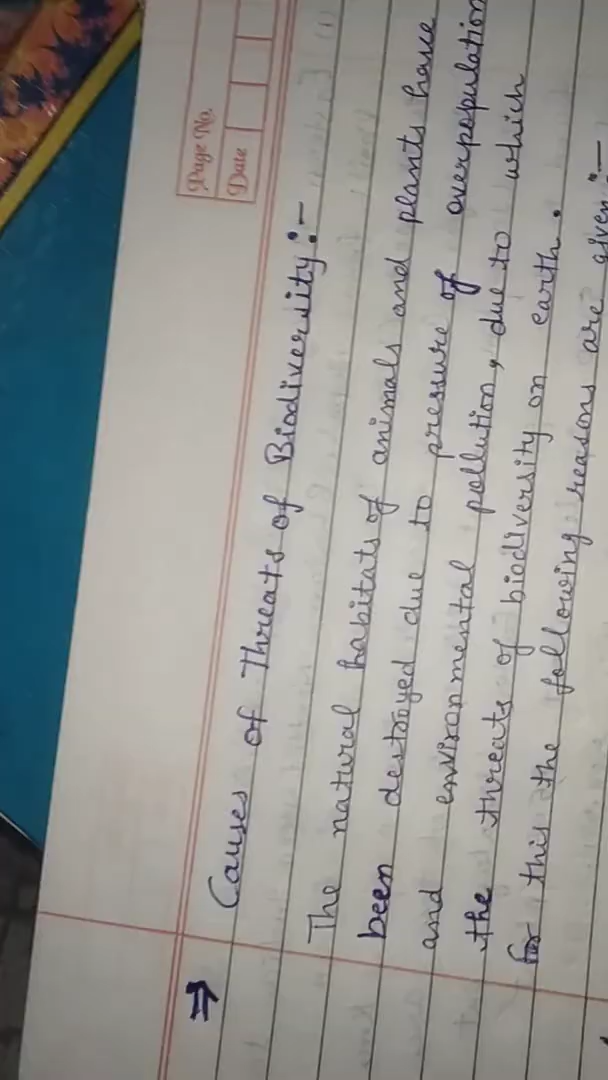 Page No.
Date
⇒ Causes of Threats of Biodiversity :-
The natural habitats of animals and plants have
been destroyed due to pressure of overpopulation
and environmental pollution, due to which
the threats of biodiversity on earth.
for this the following reasons are given :-